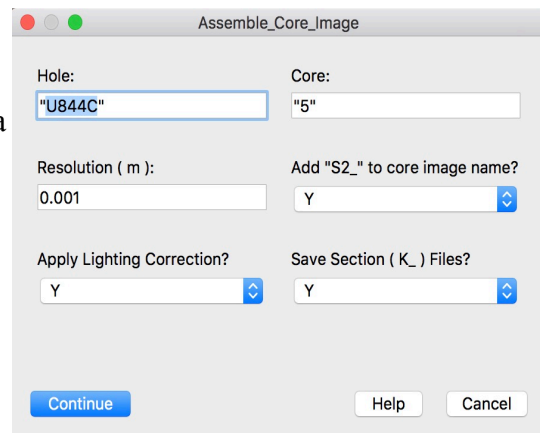 Assemble_Core_Image
Hole:
Core:
"U844C"
"5"
a
Resolution ( m ):
Add "S2_" to core image name?
0.001
Y
Apply Lighting Correction?
Save Section ( K_ ) Files?
Y
Y
Continue
Help
Cancel